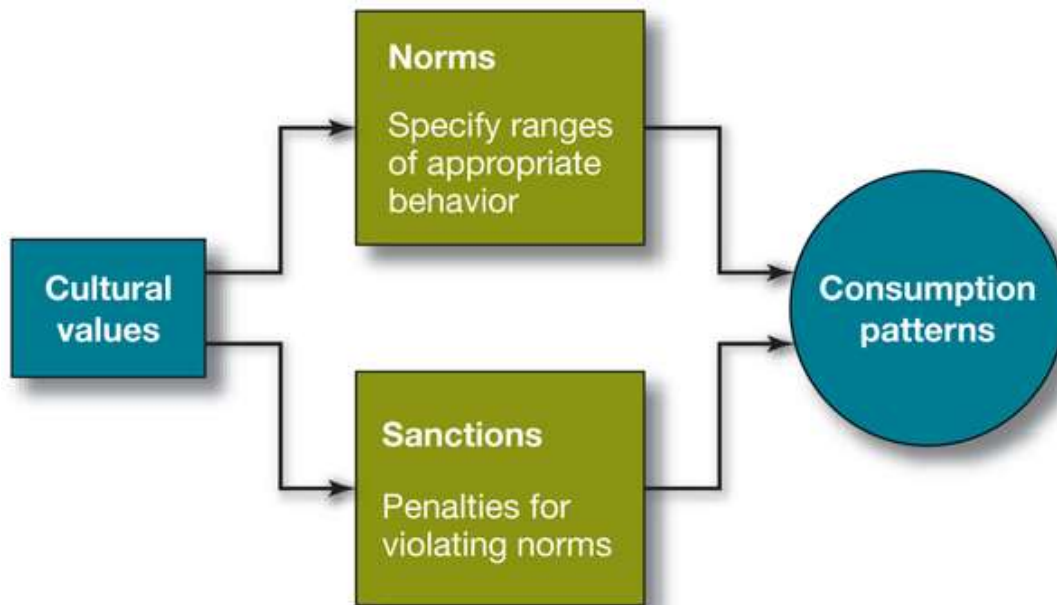 Norms
Specify ranges
of appropriate
behavior
Cultural
values
Consumption
patterns
Sanctions
Penalties for
violating norms